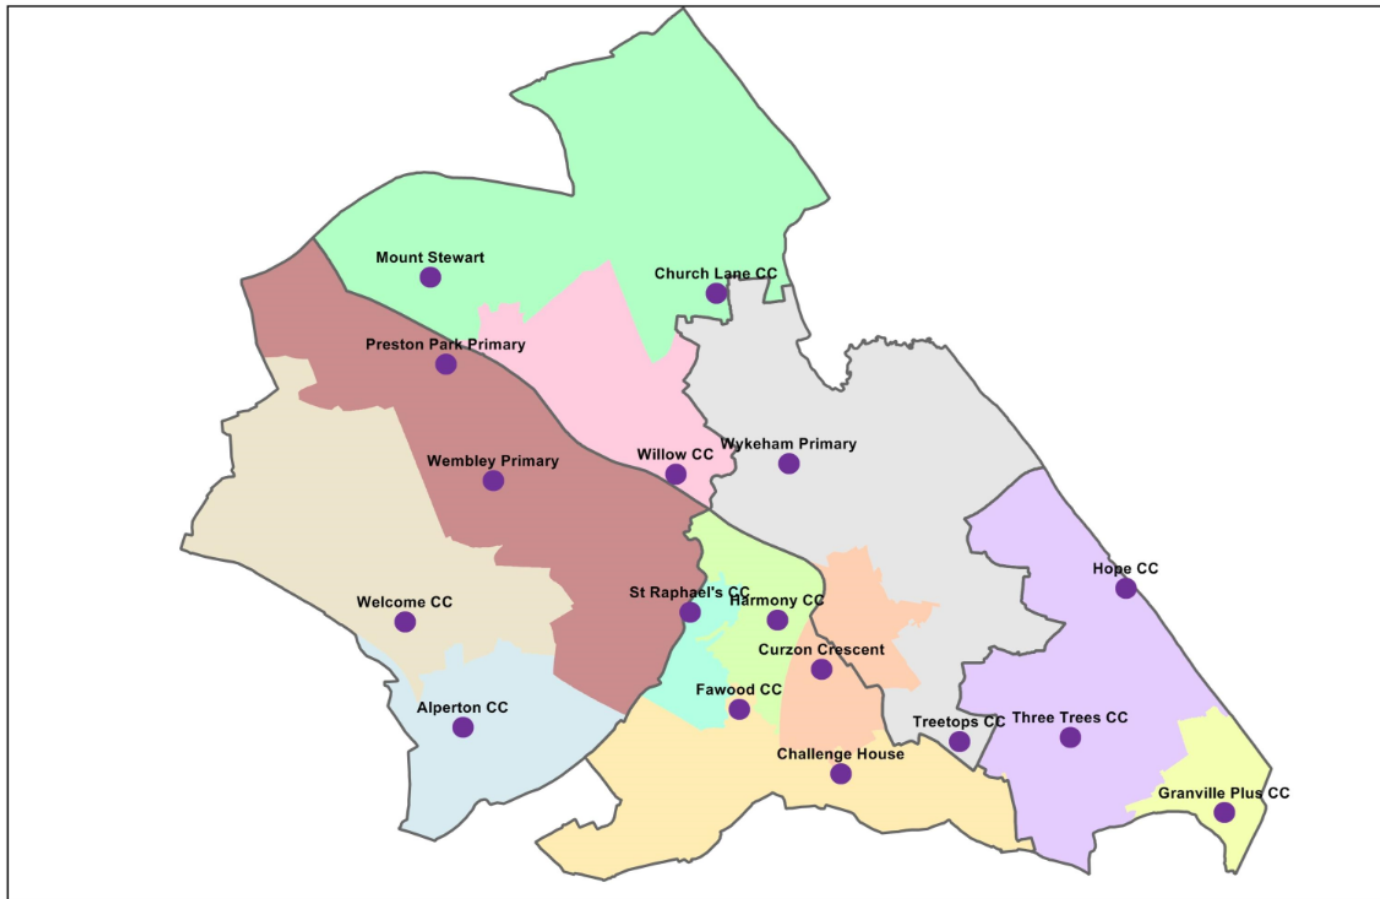 Mount Stewart
Church Lane CC
Preston Park Primary
Wykeham Primary
Willow CC
Wembley Primary
Hope CC
St Raphael's CC
Harmony CC
Welcome CC
Curzon Crescent
Fawood CC
Alperton CC
Treetops CC
Three Trees CC
Challenge House
Granville Plus CC